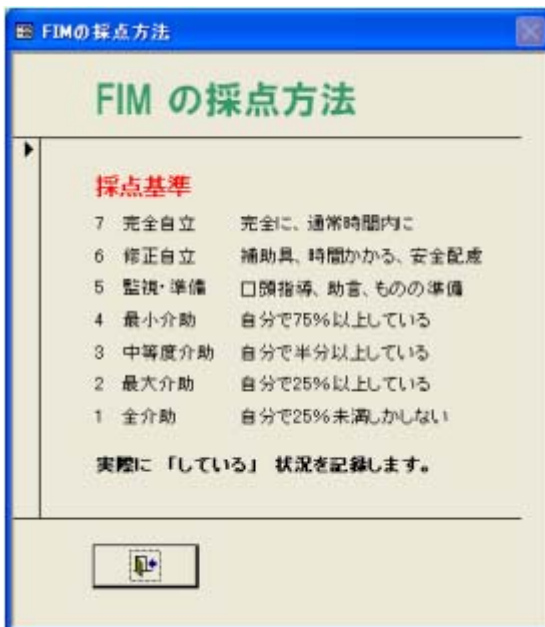 FIMの採点方法
FIM の採点方法
採点基準
7 完全自立 完全に、通常時間内に
6 修正自立 補助具、時間かかる、安全配慮
5 監視・準備 口頭指導、助言、ものの準備
4 最小介助 自分で75%以上している
3 中等度介助 自分で半分以上している
2 最大介助 自分で25%以上している
1 全介助 自分で25%未満しかしない
実際に 「している」 状況を記録します。